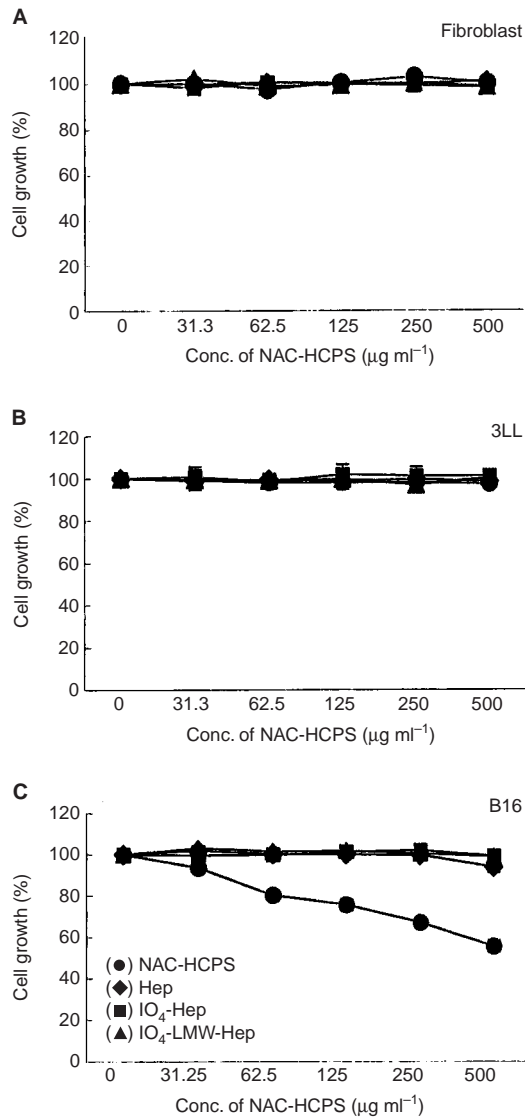 A
Fibroblast
120
100
80
60
40
20
0
Cell growth (%)
0 31.3 62.5 125 250 500
Conc. of NAC-HCPS (μg ml⁻¹)
B
3LL
120
100
80
60
40
20
0
Cell growth (%)
0 31.3 62.5 125 250 500
Conc. of NAC-HCPS (μg ml⁻¹)
C
B16
120
100
80
60
40
20
0
Cell growth (%)
(●) NAC-HCPS
(◆) Hep
(■) IO₄-Hep
(▲) IO₄-LMW-Hep
0 31.25 62.5 125 250 500
Conc. of NAC-HCPS (μg ml⁻¹)